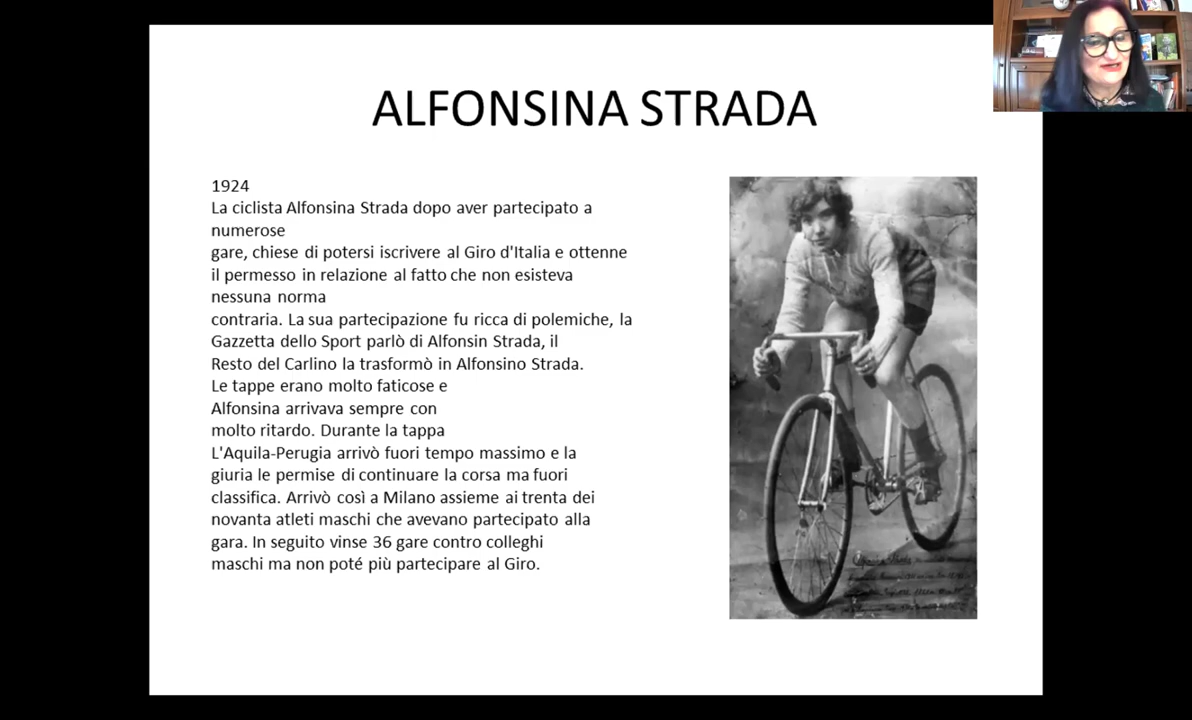 ALFONSINA STRADA
1924
La ciclista Alfonsina Strada dopo aver partecipato a
numerose
gare, chiese di potersi iscrivere al Giro d'Italia e ottenne
il permesso in relazione al fatto che non esisteva
nessuna norma
contraria. La sua partecipazione fu ricca di polemiche, la
Gazzetta dello Sport parlò di Alfonsin Strada, il
Resto del Carlino la trasformò in Alfonsino Strada.
Le tappe erano molto faticose e
Alfonsina arrivava sempre con
molto ritardo. Durante la tappa
L'Aquila-Perugia arrivò fuori tempo massimo e la
giuria le permise di continuare la corsa ma fuori
classifica. Arrivò così a Milano assieme ai trenta dei
novanta atleti maschi che avevano partecipato alla
gara. In seguito vinse 36 gare contro colleghi
maschi ma non poté più partecipare al Giro.